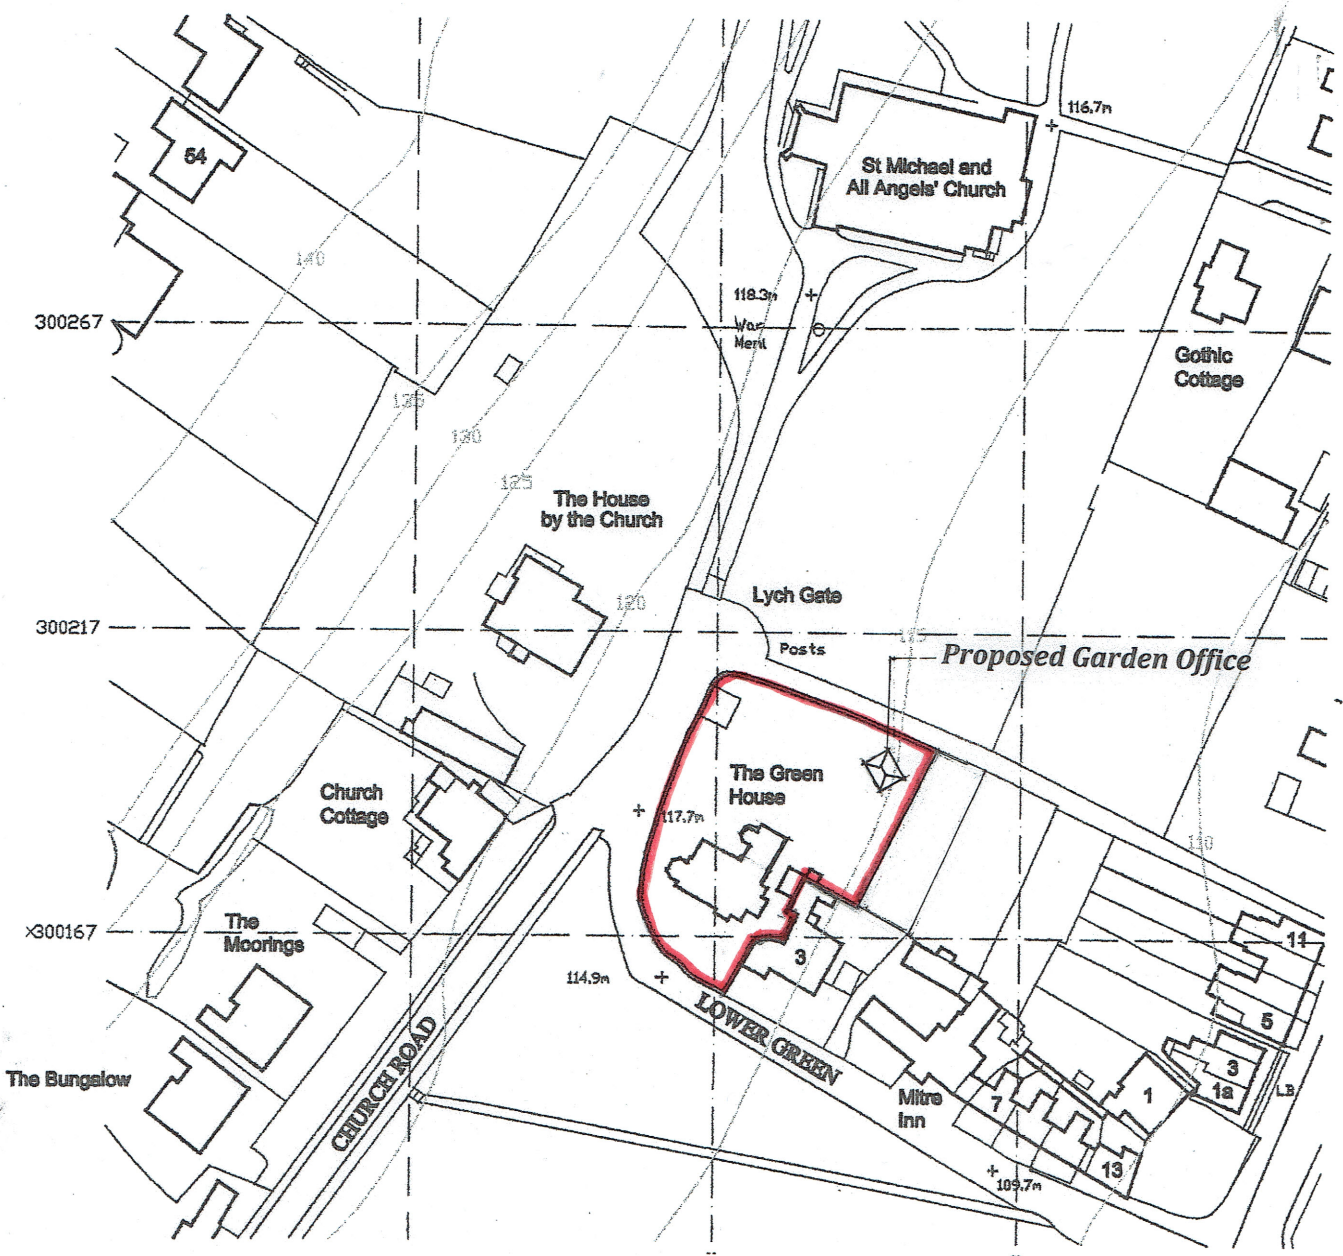 54
116.7m
St Michael and
All Angels' Church
140
118.3m
300267
War
Meml
Gothic
Cottage
130
125
The House
by the Church
Lych Gate
120
300217
Posts
Proposed Garden Office
The Green
House
Church
Cottage
117.7m
110
The
Moorings
×300167
11
3
114.9m
LOWER GREEN
5
CHURCH ROAD
The Bungalow
3
1a
LB
Mitre
Inn
7
1
13
109.7m